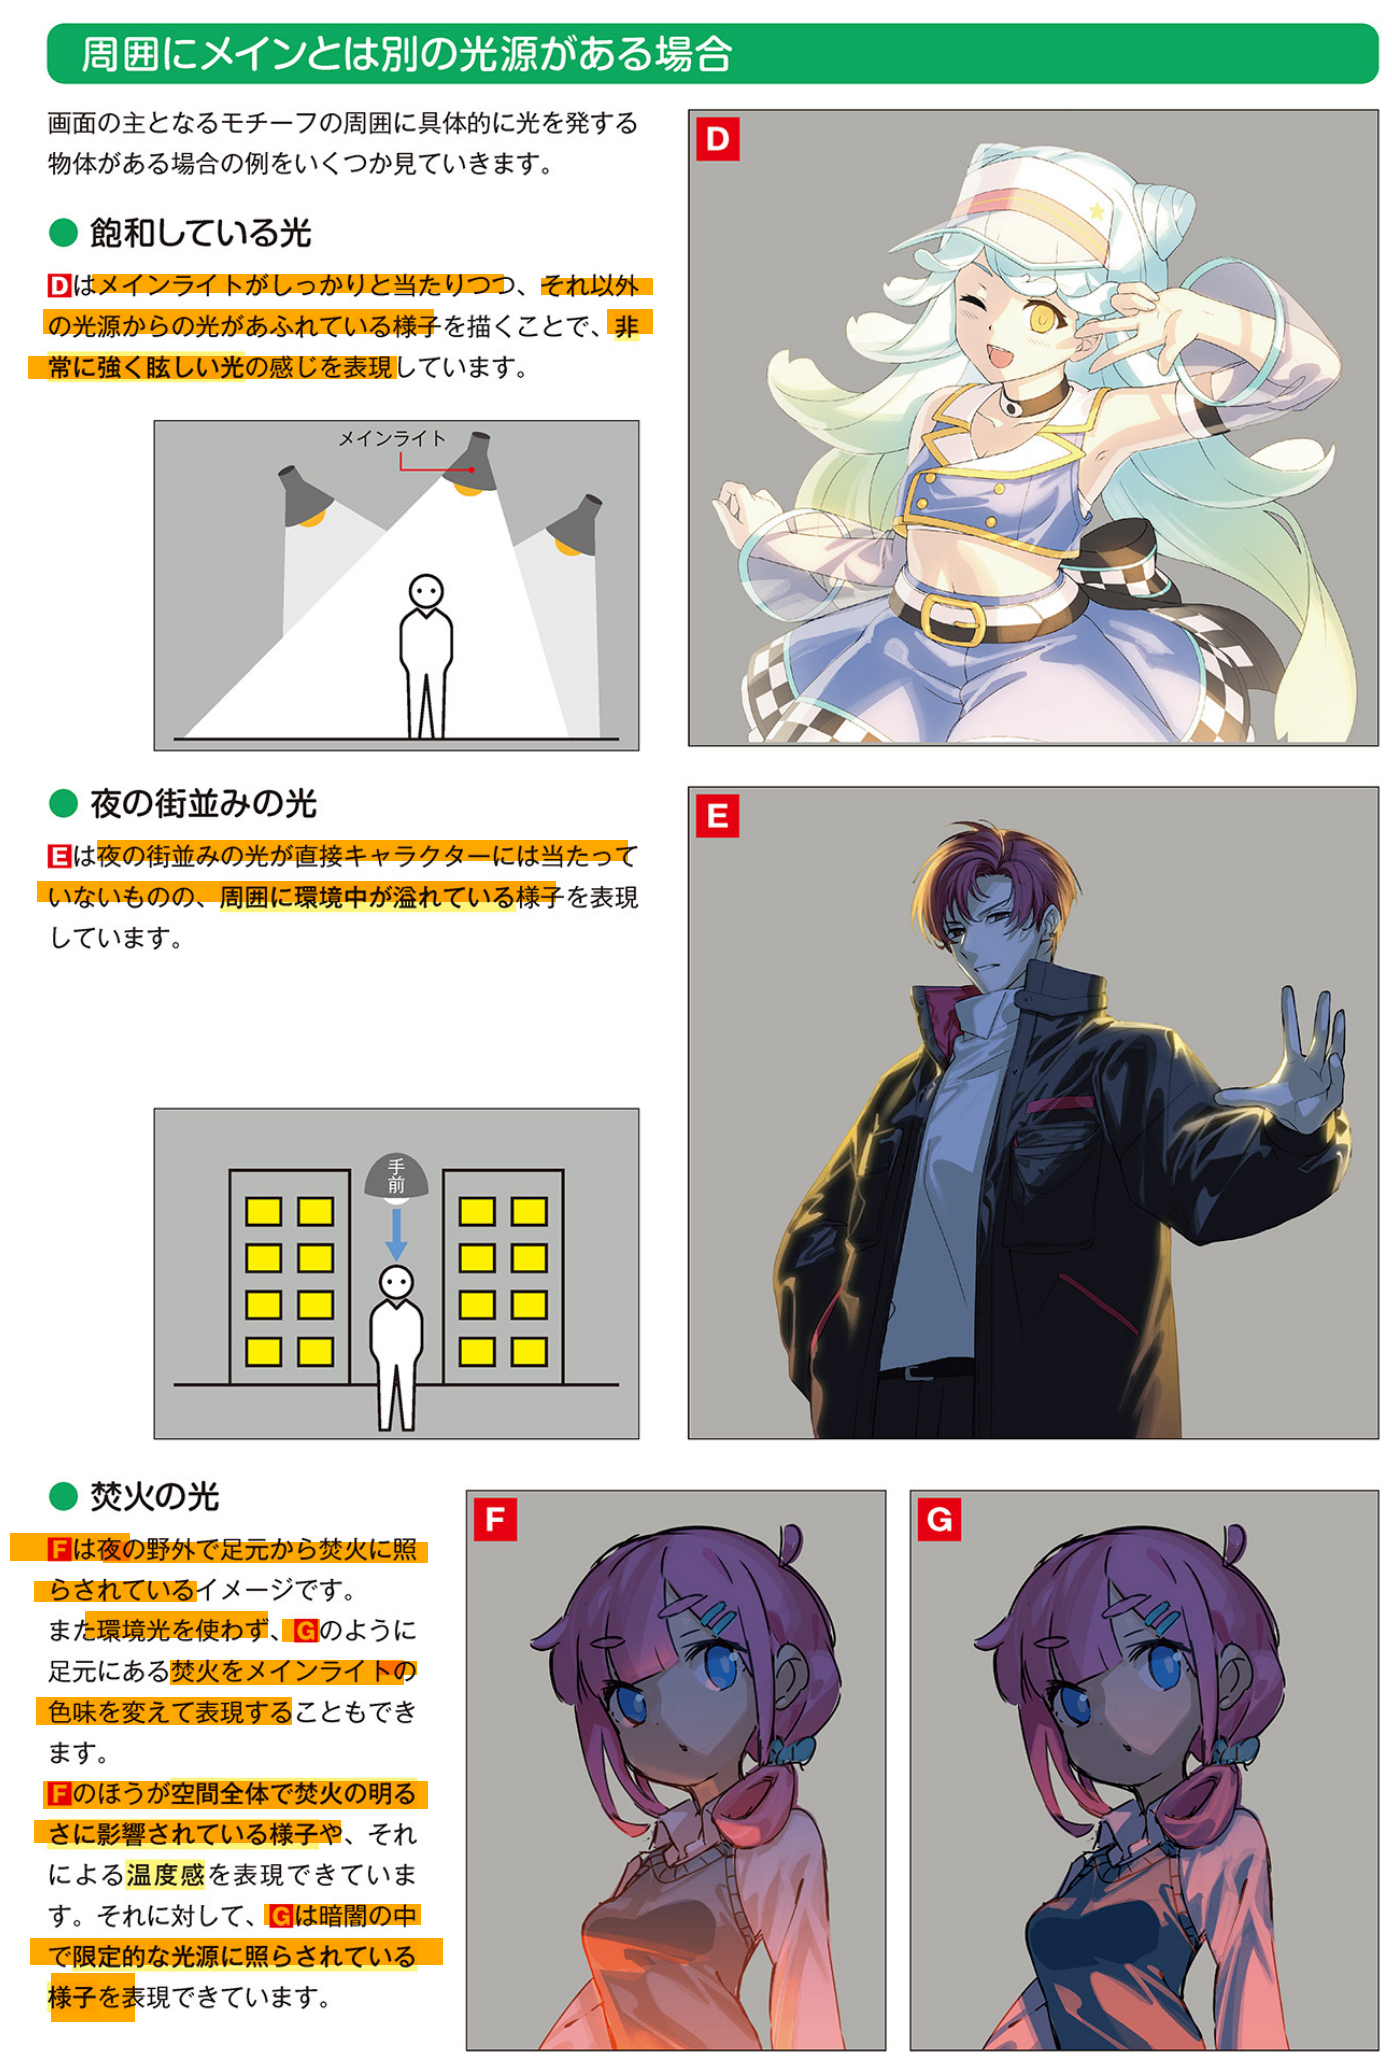 周囲にメインとは別の光源がある場合
画面の主となるモチーフの周囲に具体的に光を発する
物体がある場合の例をいくつか見ていきます。
● 飽和している光
Dはメインライトがしっかりと当たりつつ、それ以外
の光源からの光があふれている様子を描くことで、非
常に強く眩しい光の感じを表現しています。
メインライト
D
● 夜の街並みの光
Eは夜の街並みの光が直接キャラクターには当たって
いないものの、周囲に環境中が溢れている様子を表現
しています。
手前
E
● 焚火の光
Fは夜の野外で足元から焚火に照
らされているイメージです。
また環境光を使わず、Gのように
足元にある焚火をメインライトの
色味を変えて表現することもでき
ます。
Fのほうが空間全体で焚火の明る
さに影響されている様子や、それ
による温度感を表現できていま
す。それに対して、Gは暗闇の中
で限定的な光源に照らされている
様子を表現できています。
F
G